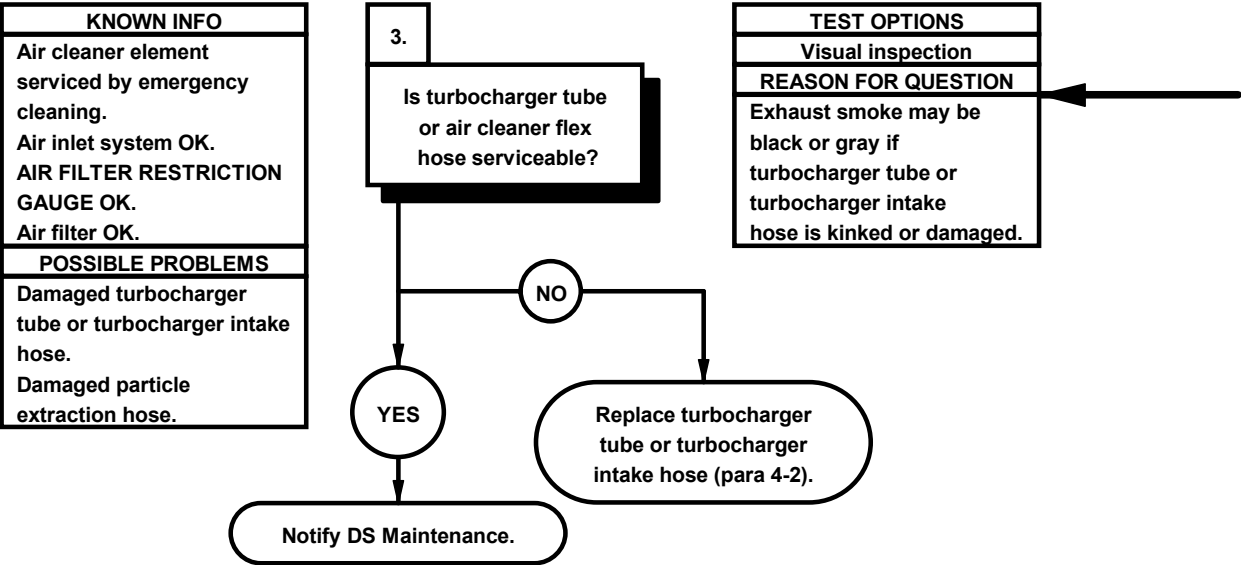 KNOWN INFO
Air cleaner element
serviced by emergency
cleaning.
Air inlet system OK.
AIR FILTER RESTRICTION
GAUGE OK.
Air filter OK.
POSSIBLE PROBLEMS
Damaged turbocharger
tube or turbocharger intake
hose.
Damaged particle
extraction hose.
3.
Is turbocharger tube
or air cleaner flex
hose serviceable?
TEST OPTIONS
Visual inspection
REASON FOR QUESTION
Exhaust smoke may be
black or gray if
turbocharger tube or
turbocharger intake
hose is kinked or damaged.
NO
YES
Replace turbocharger
tube or turbocharger
intake hose (para 4-2).
Notify DS Maintenance.